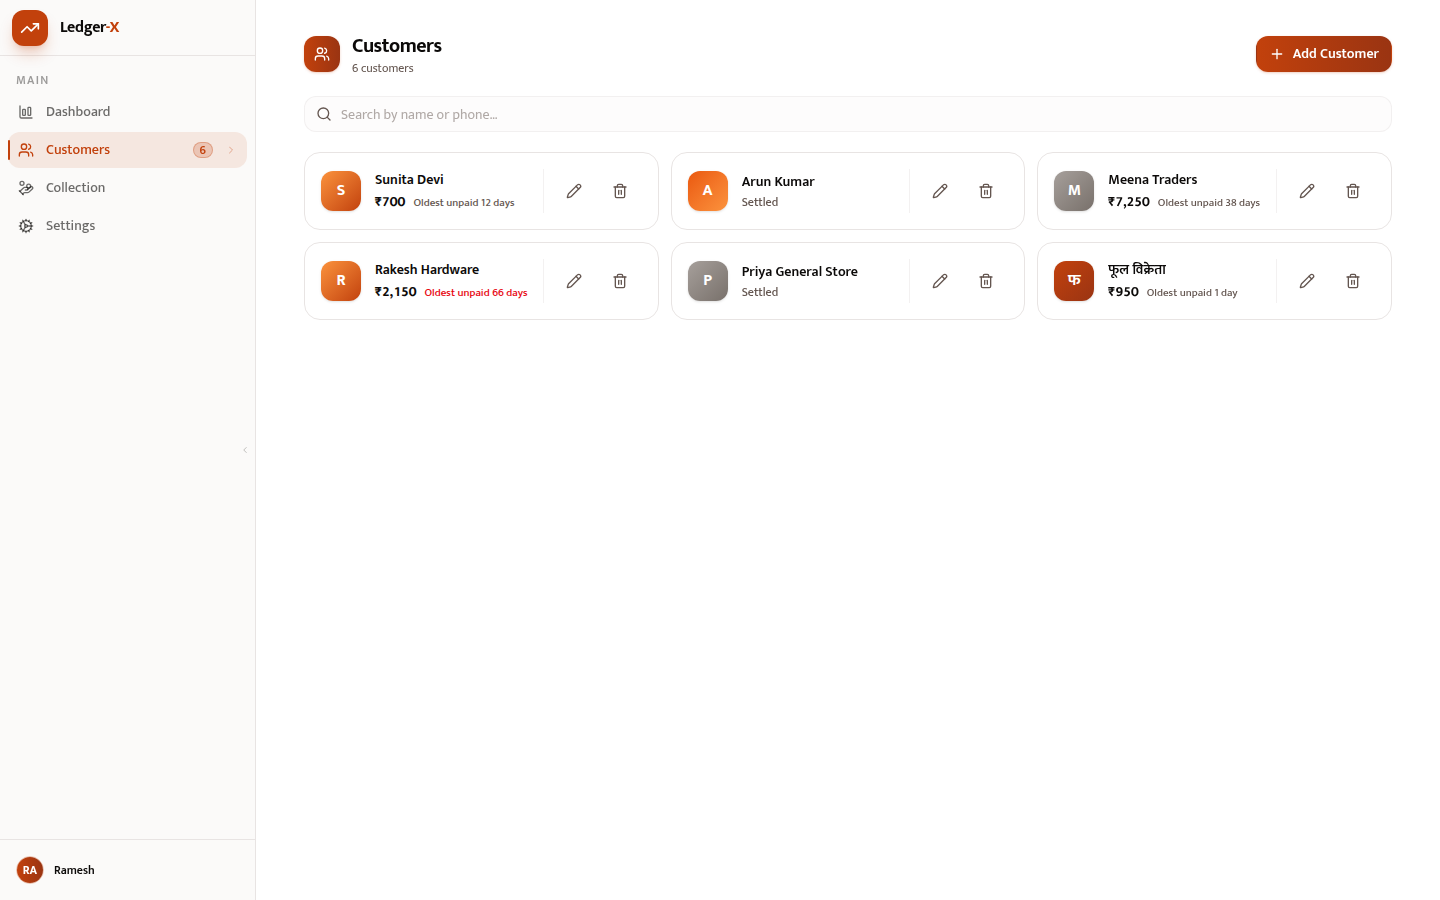 Ledger-X
MAIN
Dashboard
Customers 6
Collection
Settings
RA Ramesh
Customers
6 customers
Add Customer
Search by name or phone...
S Sunita Devi
₹700 Oldest unpaid 12 days
A Arun Kumar
Settled
M Meena Traders
₹7,250 Oldest unpaid 38 days
R Rakesh Hardware
₹2,150 Oldest unpaid 66 days
P Priya General Store
Settled
फ फूल विक्रेता
₹950 Oldest unpaid 1 day